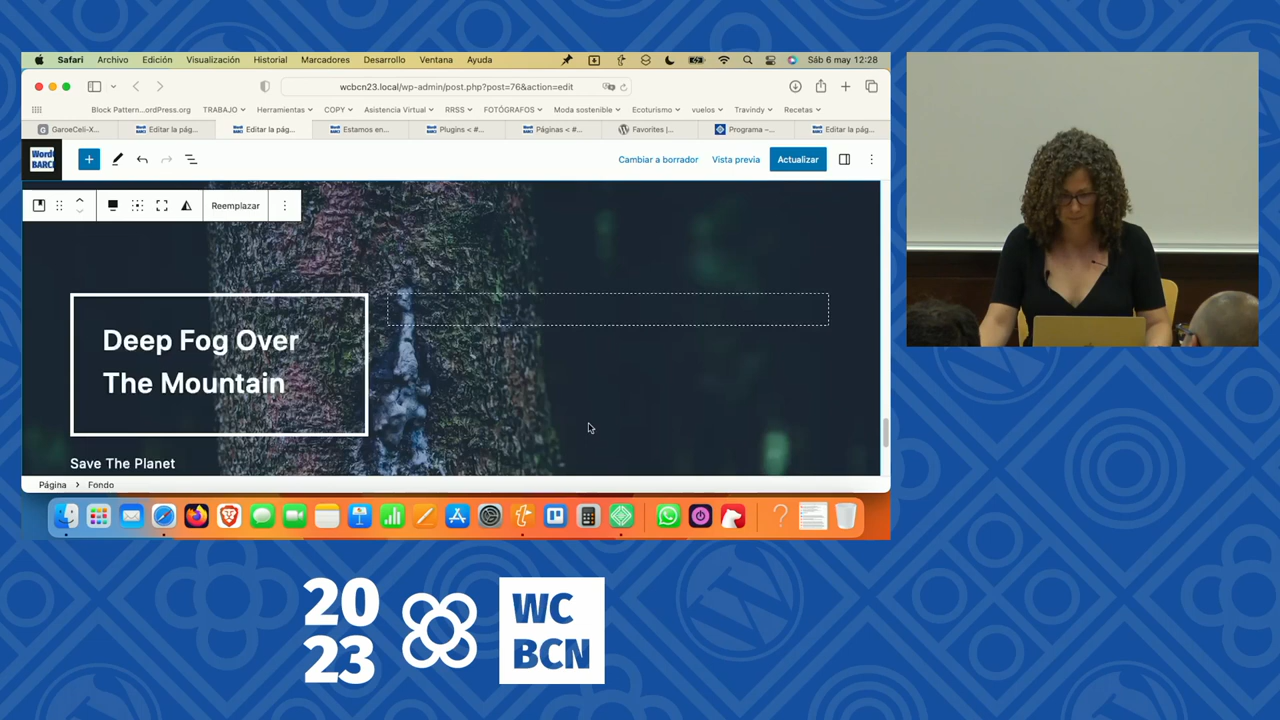 Safari Archivo Edición Visualización Historial Marcadores Desarrollo Ventana Ayuda Sáb 6 may 12:28
wcbcn23.local/wp-admin/post.php?post=76&action=edit
Block Pattern...ordPress.org TRABAJO Herramientas COPY Asistencia Virtual RRSS FOTÓGRAFOS Moda sostenible Ecoturismo vuelos Travindy Recetas
GaroeCeli-X... Editar la pág... Editar la pág... Estamos en... Plugins < #... Páginas < #... Favorites |... Programa –... Editar la pág...
Cambiar a borrador Vista previa Actualizar
Reemplazar
Deep Fog Over
The Mountain
Save The Planet
Página > Fondo
20
23
WC
BCN